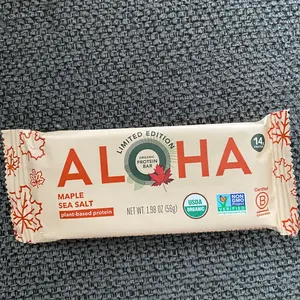 LIMITED EDITION
ALOHA
ORGANIC
PROTEIN
BAR
14
MAPLE
SEA SALT
plant-based protein
NET WT. 1.98 OZ (56g)
USDA
ORGANIC
NON
GMO
VERIFIED
Certified
B